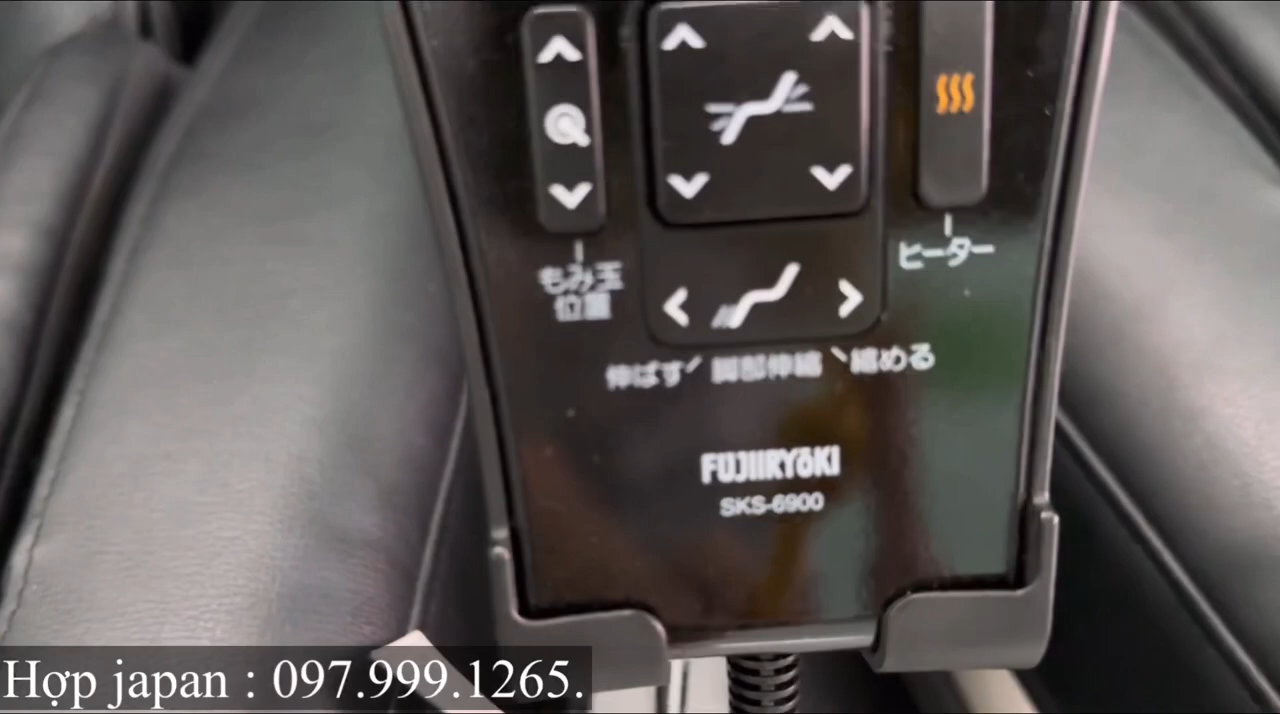 もみ玉
位置
ヒーター
伸ばす 脚部伸縮 縮める
FUJIIRYōKI
SKS-6900
Hợp japan : 097.999.1265.